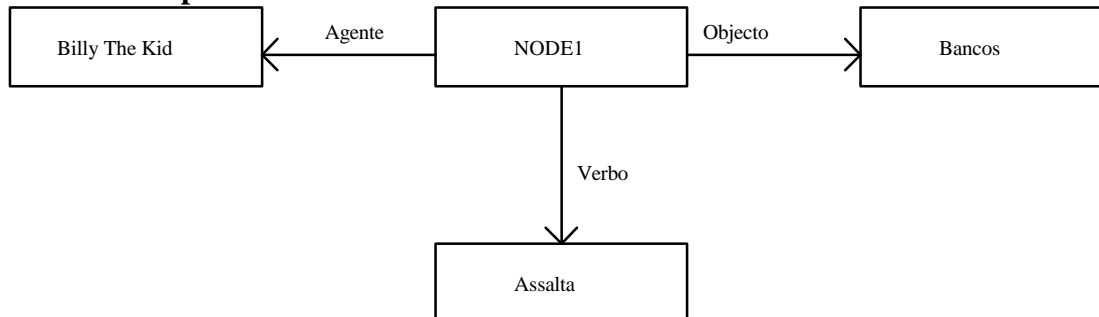 Agente
Objecto
Billy The Kid
NODE1
Bancos
Verbo
Assalta